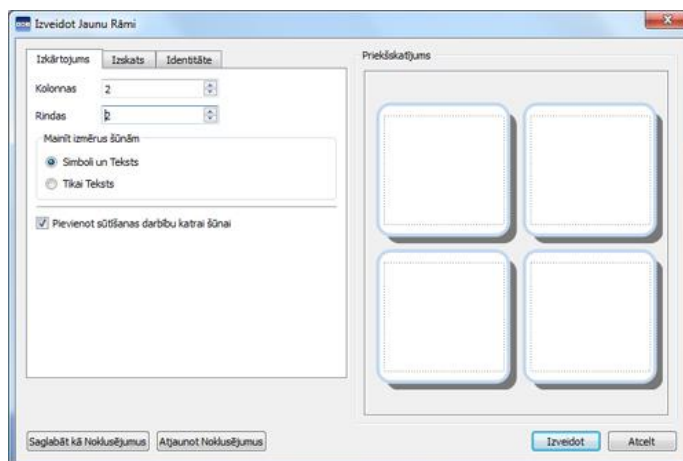 Izveidot Jaunu Rāmi
Izkārtojums Izskats Identitāte
Kolonnas 2
Rindas 2
Mainīt izmērus šūnām
Simboli un Teksts
Tikai Teksts
Pievienot sūtīšanas darbību katrai šūnai
Priekšskatījums
Saglabāt kā Noklusējumus Atjaunot Noklusējumus Izveidot Atcelt